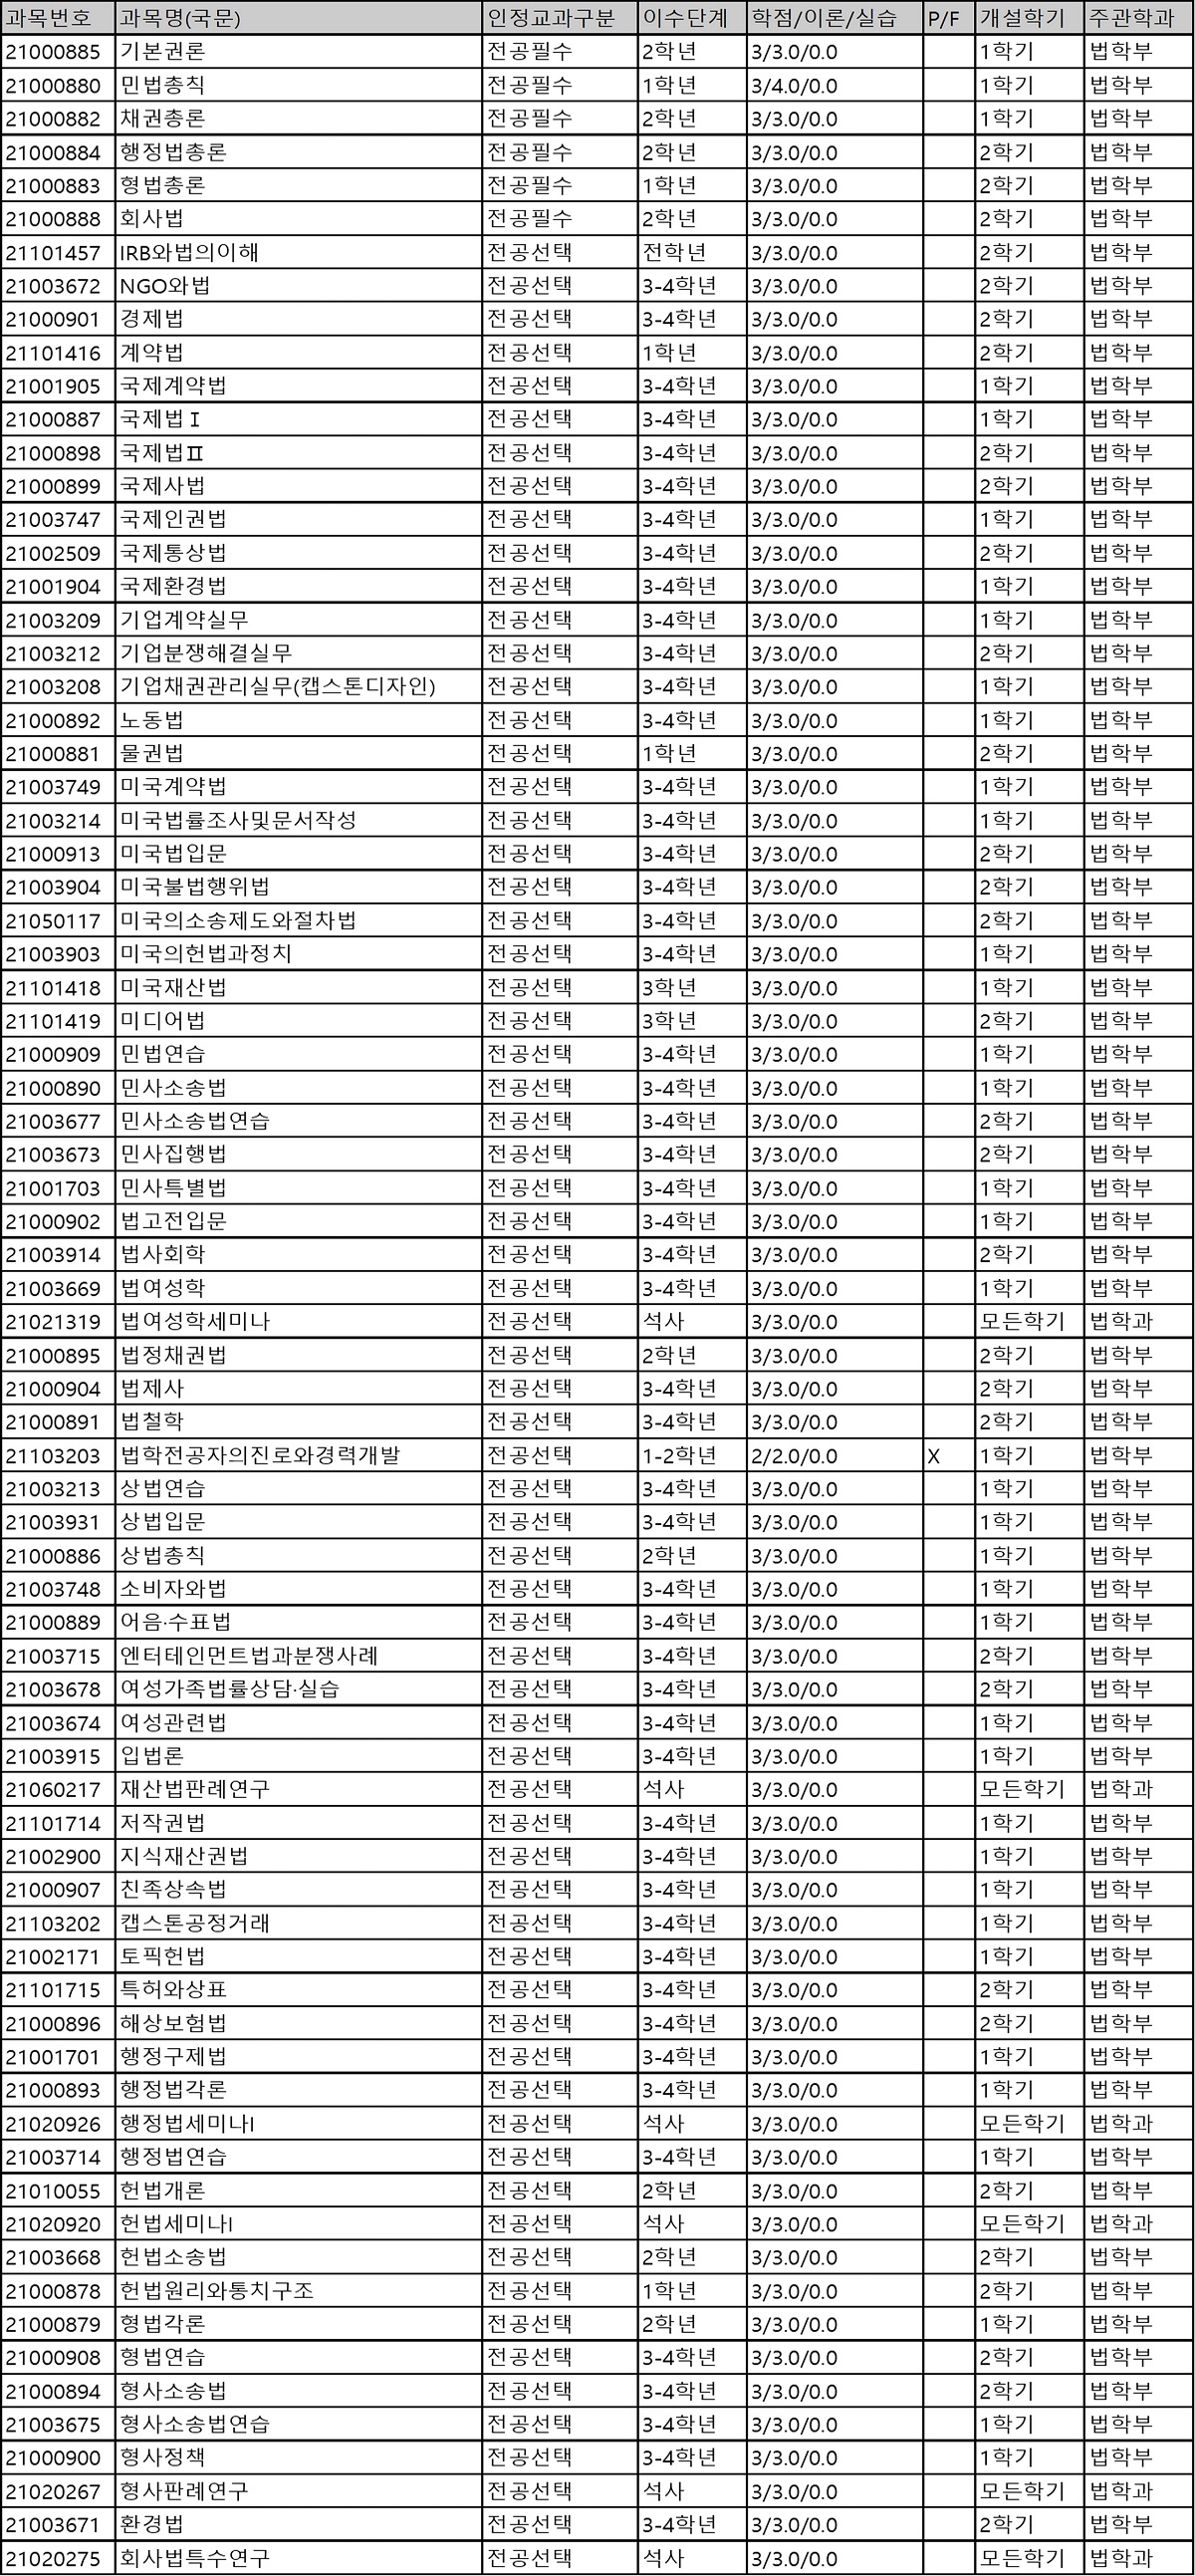 과목번호 과목명(국문) 인정교과구분 이수단계 학점/이론/실습 P/F 개설학기 주관학과
21000885 기본권론 전공필수 2학년 3/3.0/0.0 1학기 법학부
21000880 민법총칙 전공필수 1학년 3/4.0/0.0 1학기 법학부
21000882 채권총론 전공필수 2학년 3/3.0/0.0 1학기 법학부
21000884 행정법총론 전공필수 2학년 3/3.0/0.0 2학기 법학부
21000883 형법총론 전공필수 1학년 3/3.0/0.0 2학기 법학부
21000888 회사법 전공필수 2학년 3/3.0/0.0 2학기 법학부
21101457 IRB와법의이해 전공선택 전학년 3/3.0/0.0 2학기 법학부
21003672 NGO와법 전공선택 3-4학년 3/3.0/0.0 2학기 법학부
21000901 경제법 전공선택 3-4학년 3/3.0/0.0 2학기 법학부
21101416 계약법 전공선택 1학년 3/3.0/0.0 2학기 법학부
21001905 국제계약법 전공선택 3-4학년 3/3.0/0.0 1학기 법학부
21000887 국제법Ⅰ 전공선택 3-4학년 3/3.0/0.0 1학기 법학부
21000898 국제법Ⅱ 전공선택 3-4학년 3/3.0/0.0 2학기 법학부
21000899 국제사법 전공선택 3-4학년 3/3.0/0.0 2학기 법학부
21003747 국제인권법 전공선택 3-4학년 3/3.0/0.0 1학기 법학부
21002509 국제통상법 전공선택 3-4학년 3/3.0/0.0 2학기 법학부
21001904 국제환경법 전공선택 3-4학년 3/3.0/0.0 1학기 법학부
21003209 기업계약실무 전공선택 3-4학년 3/3.0/0.0 1학기 법학부
21003212 기업분쟁해결실무 전공선택 3-4학년 3/3.0/0.0 2학기 법학부
21003208 기업채권관리실무(캡스톤디자인) 전공선택 3-4학년 3/3.0/0.0 1학기 법학부
21000892 노동법 전공선택 3-4학년 3/3.0/0.0 1학기 법학부
21000881 물권법 전공선택 1학년 3/3.0/0.0 2학기 법학부
21003749 미국계약법 전공선택 3-4학년 3/3.0/0.0 1학기 법학부
21003214 미국법률조사및문서작성 전공선택 3-4학년 3/3.0/0.0 1학기 법학부
21000913 미국법입문 전공선택 3-4학년 3/3.0/0.0 2학기 법학부
21003904 미국불법행위법 전공선택 3-4학년 3/3.0/0.0 2학기 법학부
21050117 미국의소송제도와절차법 전공선택 3-4학년 3/3.0/0.0 2학기 법학부
21003903 미국의헌법과정치 전공선택 3-4학년 3/3.0/0.0 1학기 법학부
21101418 미국재산법 전공선택 3학년 3/3.0/0.0 1학기 법학부
21101419 미디어법 전공선택 3학년 3/3.0/0.0 2학기 법학부
21000909 민법연습 전공선택 3-4학년 3/3.0/0.0 1학기 법학부
21000890 민사소송법 전공선택 3-4학년 3/3.0/0.0 1학기 법학부
21003677 민사소송법연습 전공선택 3-4학년 3/3.0/0.0 2학기 법학부
21003673 민사집행법 전공선택 3-4학년 3/3.0/0.0 2학기 법학부
21001703 민사특별법 전공선택 3-4학년 3/3.0/0.0 1학기 법학부
21000902 법고전입문 전공선택 3-4학년 3/3.0/0.0 1학기 법학부
21003914 법사회학 전공선택 3-4학년 3/3.0/0.0 2학기 법학부
21003669 법여성학 전공선택 3-4학년 3/3.0/0.0 1학기 법학부
21021319 법여성학세미나 전공선택 석사 3/3.0/0.0 모든학기 법학과
21000895 법정채권법 전공선택 2학년 3/3.0/0.0 2학기 법학부
21000904 법제사 전공선택 3-4학년 3/3.0/0.0 2학기 법학부
21000891 법철학 전공선택 3-4학년 3/3.0/0.0 2학기 법학부
21103203 법학전공자의진로와경력개발 전공선택 1-2학년 2/2.0/0.0 X 1학기 법학부
21003213 상법연습 전공선택 3-4학년 3/3.0/0.0 1학기 법학부
21003931 상법입문 전공선택 3-4학년 3/3.0/0.0 1학기 법학부
21000886 상법총칙 전공선택 2학년 3/3.0/0.0 1학기 법학부
21003748 소비자와법 전공선택 3-4학년 3/3.0/0.0 1학기 법학부
21000889 어음·수표법 전공선택 3-4학년 3/3.0/0.0 1학기 법학부
21003715 엔터테인먼트법과분쟁사례 전공선택 3-4학년 3/3.0/0.0 2학기 법학부
21003678 여성가족법률상담·실습 전공선택 3-4학년 3/3.0/0.0 2학기 법학부
21003674 여성관련법 전공선택 3-4학년 3/3.0/0.0 1학기 법학부
21003915 입법론 전공선택 3-4학년 3/3.0/0.0 1학기 법학부
21060217 재산법판례연구 전공선택 석사 3/3.0/0.0 모든학기 법학과
21101714 저작권법 전공선택 3-4학년 3/3.0/0.0 1학기 법학부
21002900 지식재산권법 전공선택 3-4학년 3/3.0/0.0 1학기 법학부
21000907 친족상속법 전공선택 3-4학년 3/3.0/0.0 1학기 법학부
21103202 캡스톤공정거래 전공선택 3-4학년 3/3.0/0.0 1학기 법학부
21002171 토픽헌법 전공선택 3-4학년 3/3.0/0.0 1학기 법학부
21101715 특허와상표 전공선택 3-4학년 3/3.0/0.0 2학기 법학부
21000896 해상보험법 전공선택 3-4학년 3/3.0/0.0 2학기 법학부
21001701 행정구제법 전공선택 3-4학년 3/3.0/0.0 1학기 법학부
21000893 행정법각론 전공선택 3-4학년 3/3.0/0.0 1학기 법학부
21020926 행정법세미나I 전공선택 석사 3/3.0/0.0 모든학기 법학과
21003714 행정법연습 전공선택 3-4학년 3/3.0/0.0 1학기 법학부
21010055 헌법개론 전공선택 2학년 3/3.0/0.0 2학기 법학부
21020920 헌법세미나I 전공선택 석사 3/3.0/0.0 모든학기 법학과
21003668 헌법소송법 전공선택 2학년 3/3.0/0.0 2학기 법학부
21000878 헌법원리와통치구조 전공선택 1학년 3/3.0/0.0 2학기 법학부
21000879 형법각론 전공선택 2학년 3/3.0/0.0 1학기 법학부
21000908 형법연습 전공선택 3-4학년 3/3.0/0.0 2학기 법학부
21000894 형사소송법 전공선택 3-4학년 3/3.0/0.0 2학기 법학부
21003675 형사소송법연습 전공선택 3-4학년 3/3.0/0.0 1학기 법학부
21000900 형사정책 전공선택 3-4학년 3/3.0/0.0 1학기 법학부
21020267 형사판례연구 전공선택 석사 3/3.0/0.0 모든학기 법학과
21003671 환경법 전공선택 3-4학년 3/3.0/0.0 2학기 법학부
21020275 회사법특수연구 전공선택 석사 3/3.0/0.0 모든학기 법학과